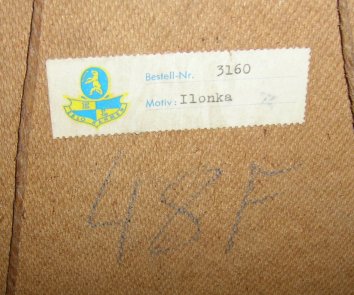 Bestell-Nr. 3160
Motiv: Ilonka
48F